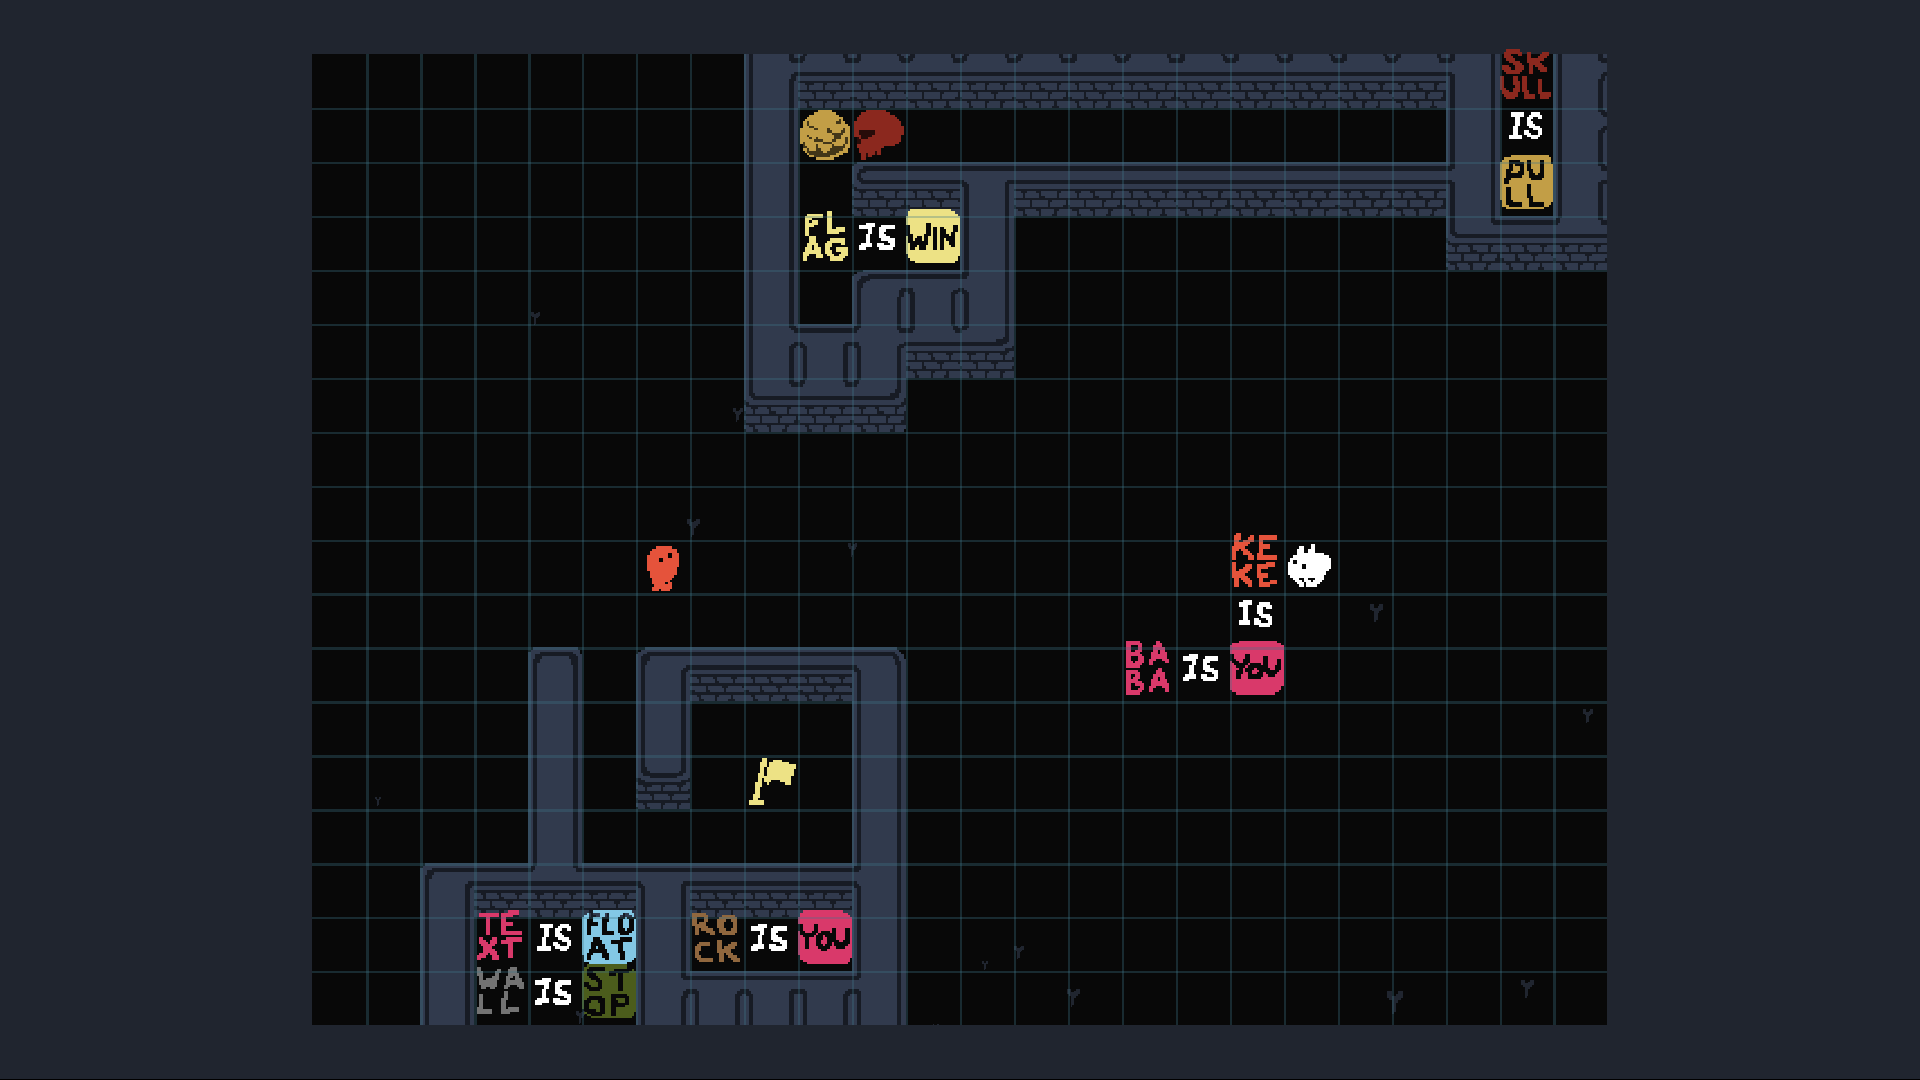 SKULL
IS
PULL
FLAG IS WIN
KEKE
IS
BABA IS YOU
TEXT IS FLOAT
ROCK IS YOU
WALL IS STOP